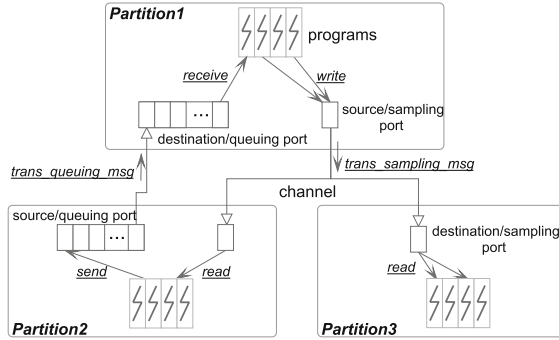 Partition1
programs
receive
write
source/sampling
port
destination/queuing port
trans_queuing_msg
trans_sampling_msg
channel
source/queuing port
destination/sampling
port
send
read
read
Partition2
Partition3